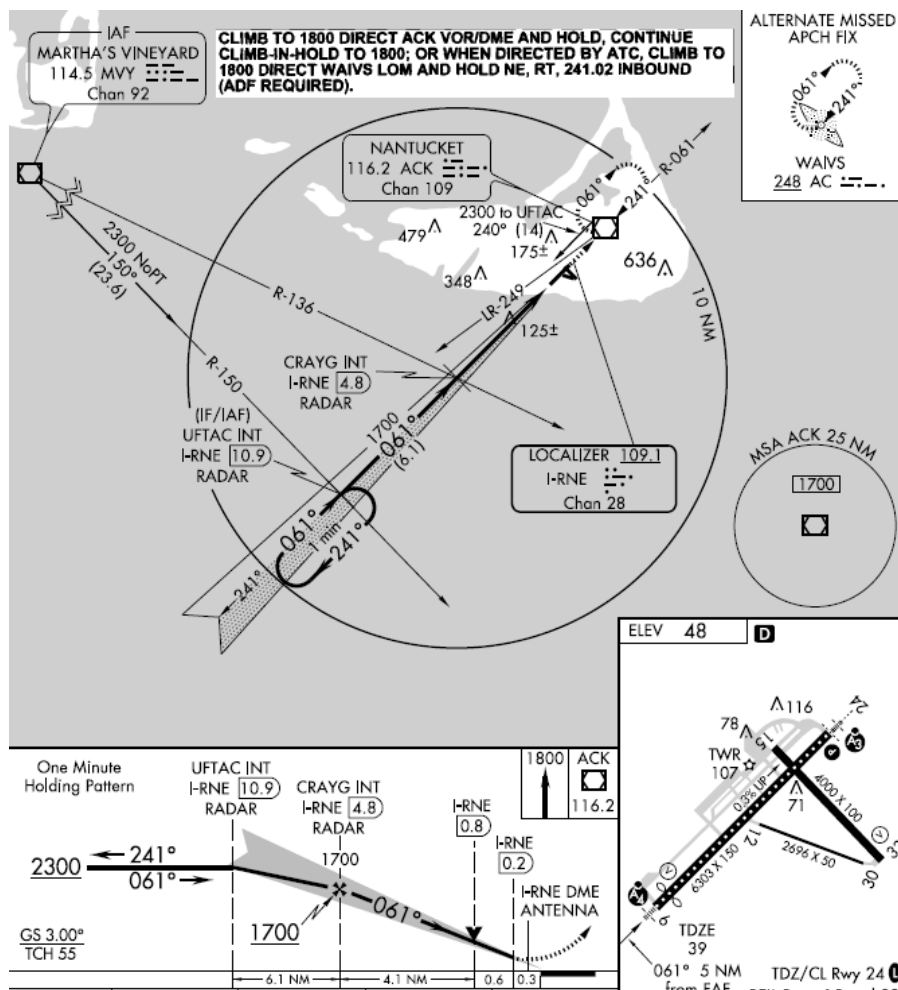 CLIMB TO 1800 DIRECT ACK VOR/DME AND HOLD, CONTINUE
CLIMB-IN-HOLD TO 1800; OR WHEN DIRECTED BY ATC, CLIMB TO
1800 DIRECT WAIVS LOM AND HOLD NE, RT, 241.02 INBOUND
(ADF REQUIRED).
IAF
MARTHA'S VINEYARD
114.5 MVY
Chan 92
ALTERNATE MISSED
APCH FIX
061°
241°
WAIVS
248 AC
NANTUCKET
116.2 ACK
Chan 109
R-061
061°
241°
2300 to UFTAC
240° (14)
479
175±
348
636
LR-249
125±
10 NM
2300 NoPT
150°
(23.6)
R-136
R-150
CRAYG INT
I-RNE 4.8
RADAR
(IF/IAF)
UFTAC INT
I-RNE 10.9
RADAR
1700
061°
(6.1)
LOCALIZER 109.1
I-RNE
Chan 28
MSA ACK 25 NM
1700
061°
1 min
241°
241°
ELEV 48
D
116
78
15
24
P
A3
TWR
107
0.3% UP
4000 X 100
71
V
12
2696 X 50
33
30
V
6303 X 150
A4
6
TDZE
39
061° 5 NM
from FAF
TDZ/CL Rwy 24 L
One Minute
Holding Pattern
UFTAC INT
I-RNE 10.9
RADAR
CRAYG INT
I-RNE 4.8
RADAR
1800
ACK
116.2
I-RNE
0.8
I-RNE
0.2
1700
2300
241°
061°
061°
I-RNE DME
ANTENNA
1700
GS 3.00°
TCH 55
6.1 NM
4.1 NM
0.6
0.3